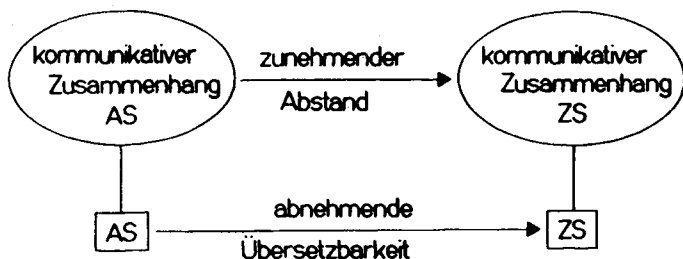 kommunikativer
Zusammenhang
AS
zunehmender
Abstand
kommunikativer
Zusammenhang
ZS
AS
abnehmende
Übersetzbarkeit
ZS